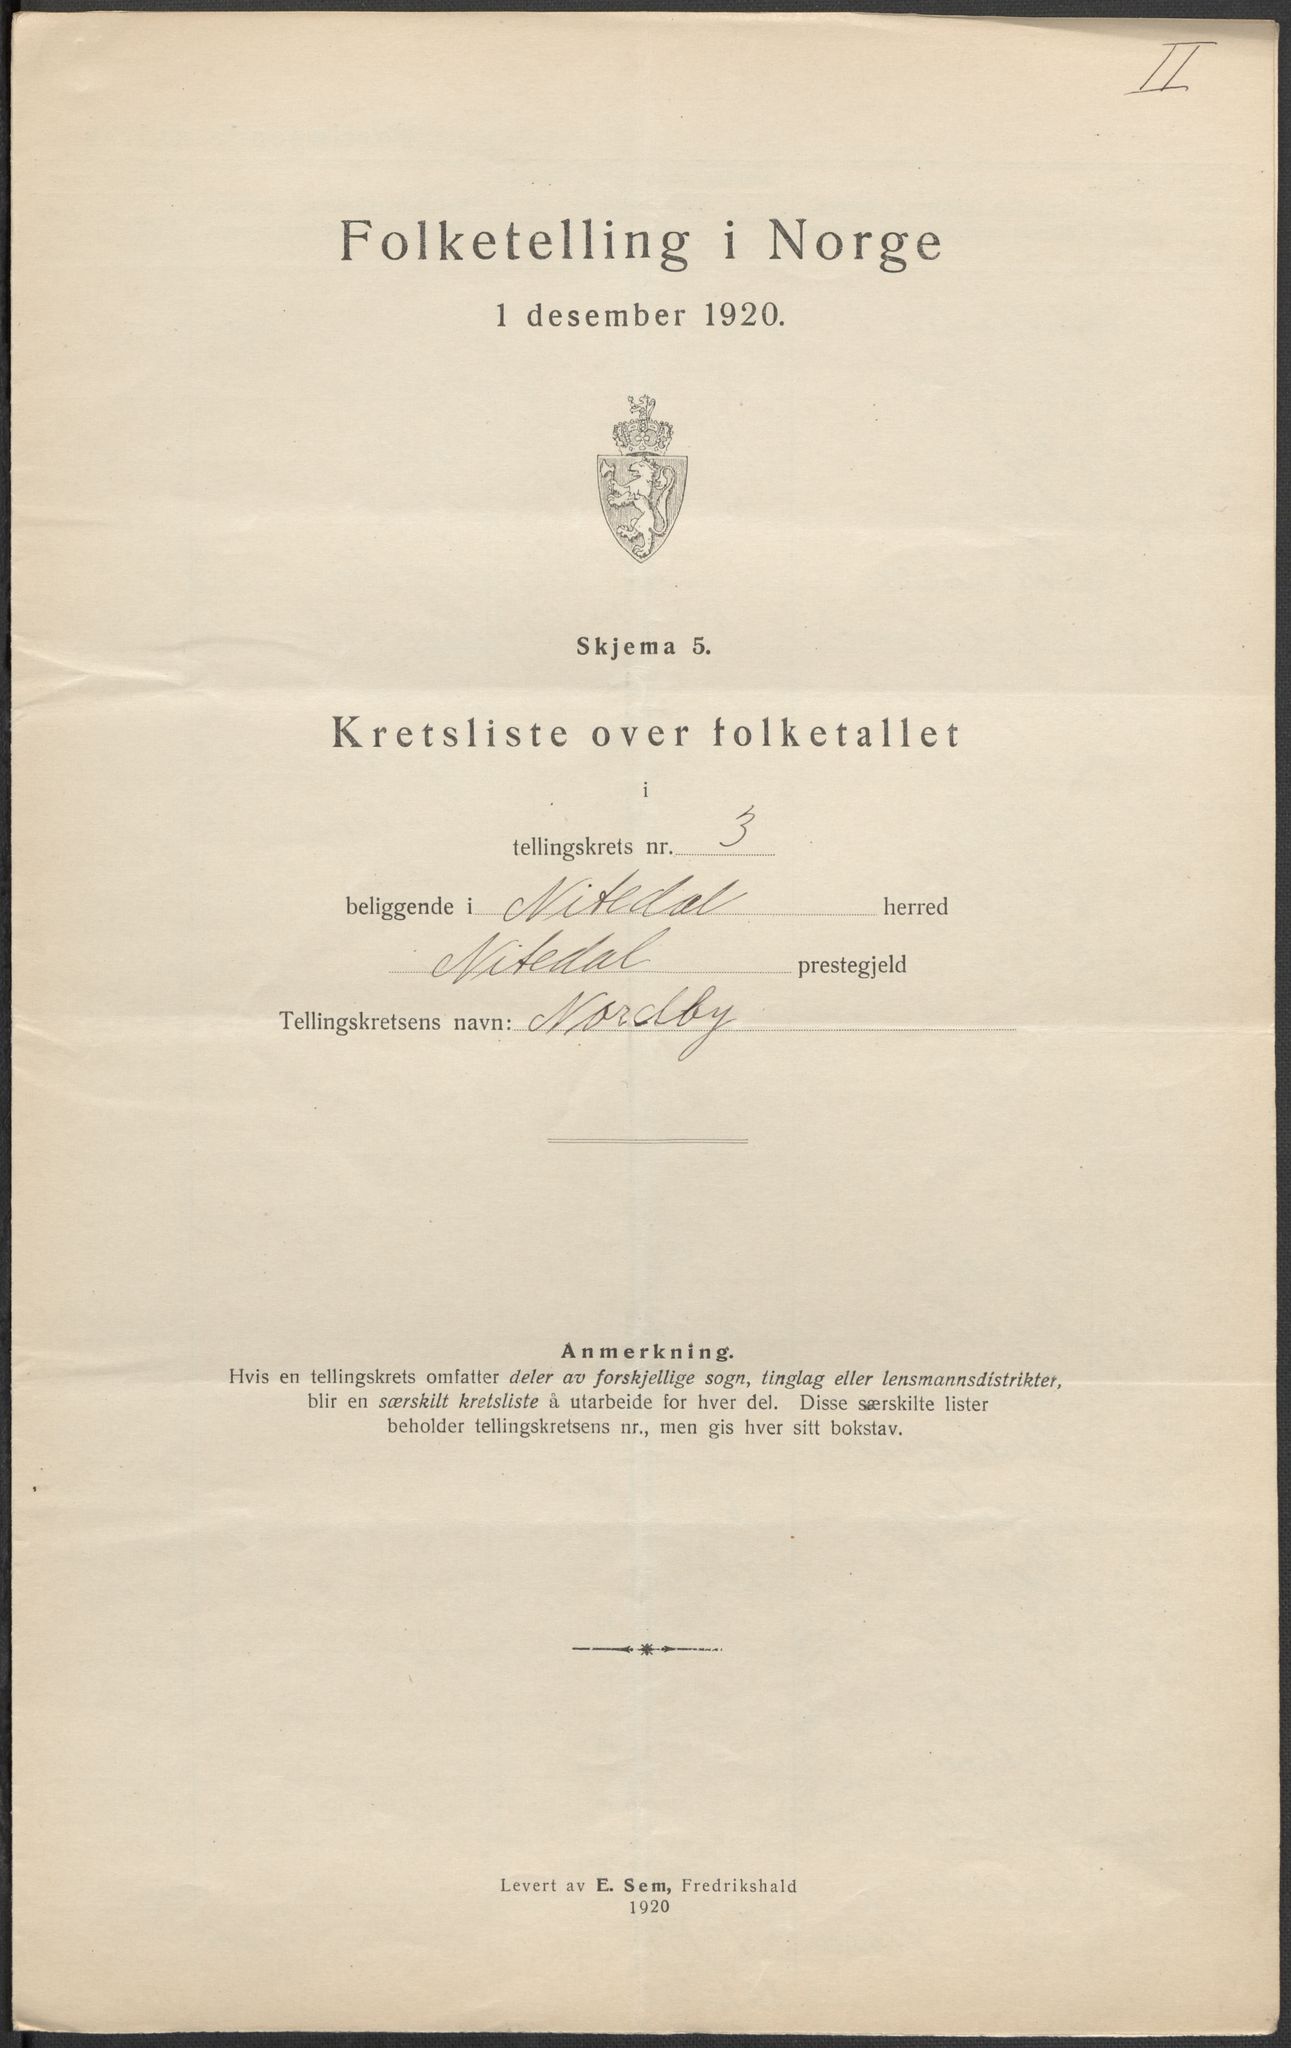 II
Folketelling i Norge
1 desember 1920.
Skjema 5.
Kretsliste over folketallet
i
tellingskrets nr. 3
beliggende i Nitedal herred
Nitedal prestegjeld
Tellingskretsens navn: Nordby
Anmerkning.
Hvis en tellingskrets omfatter deler av forskjellige sogn, tinglag eller lensmannsdistrikter,
blir en særskilt kretsliste å utarbeide for hver del. Disse særskilte lister
beholder tellingskretsens nr., men gis hver sitt bokstav.
Levert av E. Sem, Fredrikshald
1920